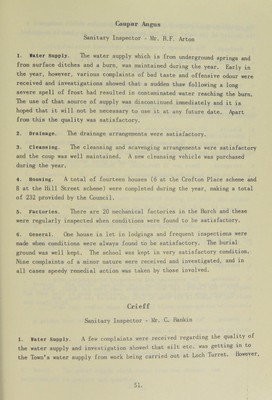 Coupar Angus
Sanitary Inspector - Mr. H.F. Arton
1. Water Supply. The water supply which is from underground springs and
from surface ditches and a burn, was maintained during the year. Early in
the year, however, various complaints of bad taste and offensive odour were
received and investigations showed that a sudden thaw following a long
severe spell of frost had resulted in contaminated water reaching the burn.
The use of that source of supply was discontinued immediately and it is
hoped that it will not be necessary to use it at any future date. Apart
from this the quality was satisfactory.
2. Drainage. The drainage arrangements were satisfactory.
3. Cleansing. The cleansing and scavenging arrangements were satisfactory
and the coup was well maintained. A new cleansing vehicle was purchased
during the year.
4. Housing. A total of fourteen houses (6 at the Crofton Place scheme and
8 at the Hill Street scheme) were completed during the year, making a total
of 232 provided by the Council.
5. Factories. There are 20 mechanical factories in the Burgh and these
were regularly inspected when conditions were found to be satisfactory.
6. General. One house is let in lodgings and frequent inspections were
made when conditions were always found to be satisfactory. The burial
ground was well kept. The school was kept in very satisfactory condition.
Nine complaints of a minor nature were received and investigated, and in
all cases speedy remedial action was taken by those involved.
Crieff
Sanitary Inspector - Mr. G. Rankin
1. Water Supply. A few complaints were received regarding the quality of
the water supply and investigation showed that silt etc. was getting in to
the Town's water supply from work being carried out at Loch Turret. However,
57.